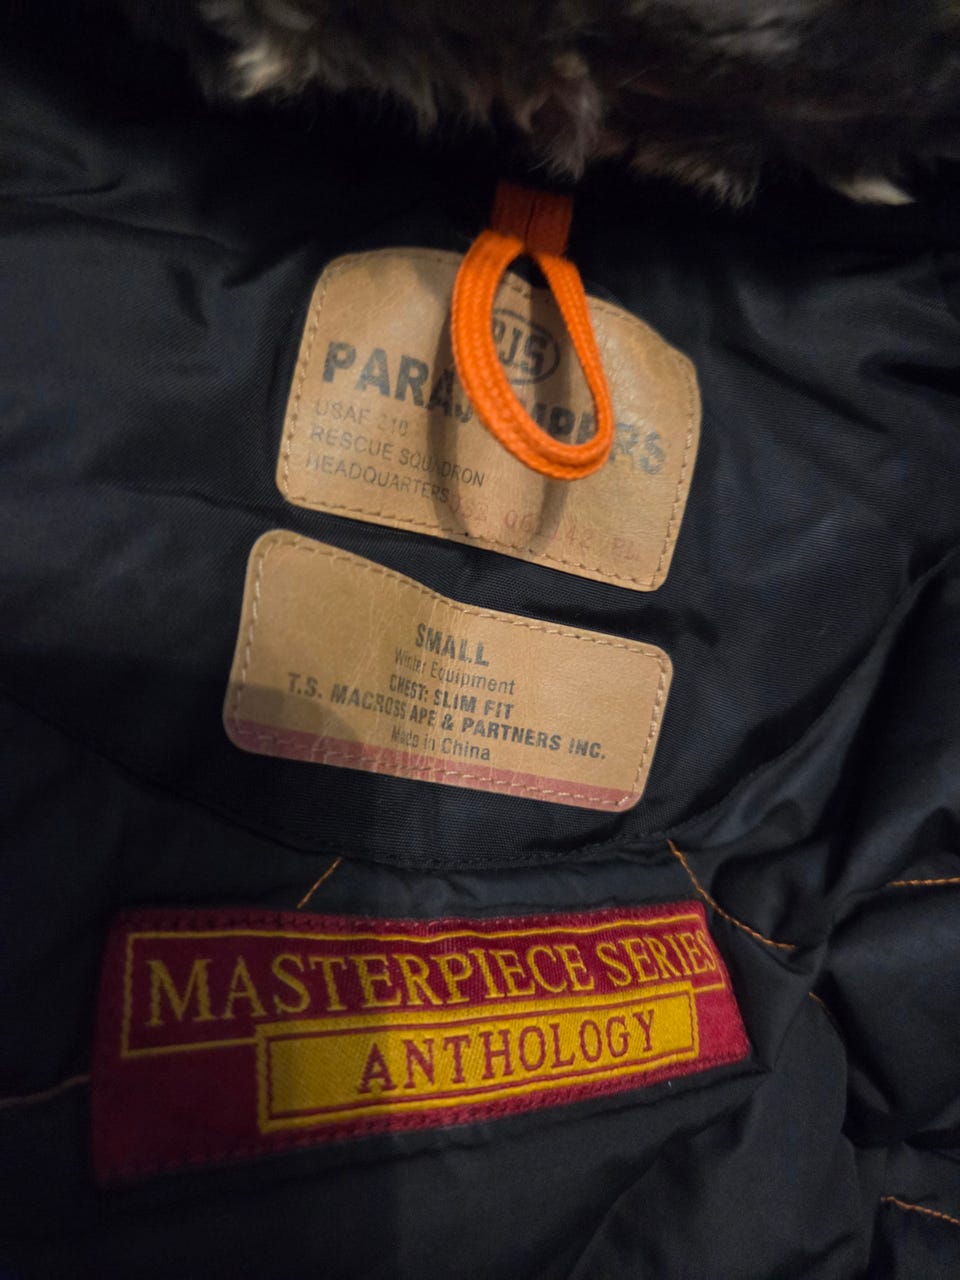 PJS
PARAJUMPERS
USAF 210
RESCUE SQUADRON
HEADQUARTERS
SMALL
Winter Equipment
CHEST: SLIM FIT
T.S. MACROSS APE & PARTNERS INC.
Made in China
MASTERPIECE SERIES
ANTHOLOGY